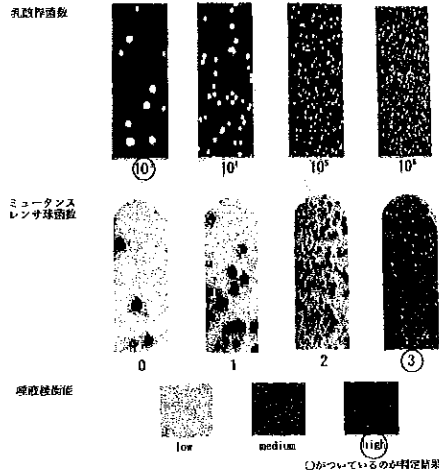 乳酸桿菌数
10³ 10⁴ 10⁵ 10⁶
ミュータンス
レンサ球菌数
0 1 2 3
唾液緩衝能
low medium high
○がついているのが判定結果